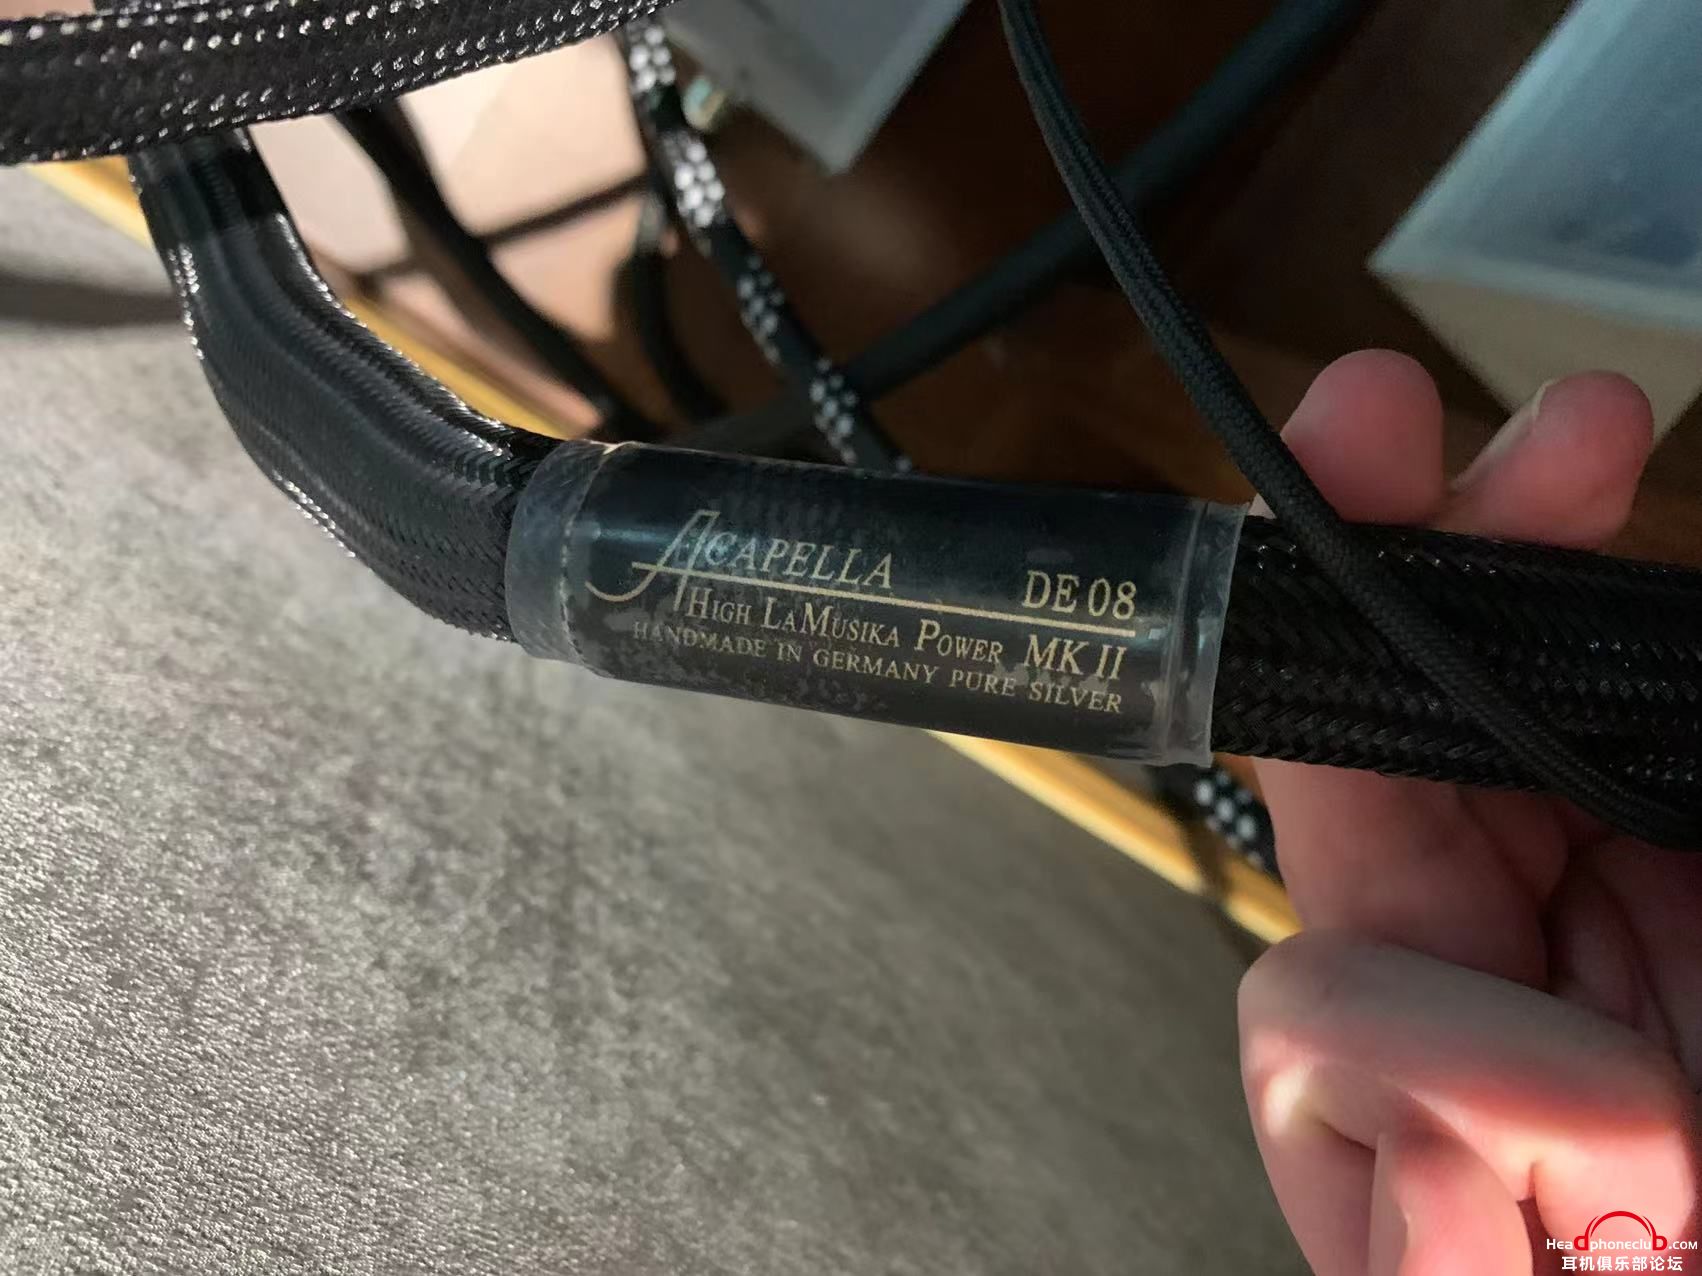 ACAPELLA DE 08
HIGH LAMUSIKA POWER MK II
HANDMADE IN GERMANY PURE SILVER
Headphoneclub.com
耳机俱乐部论坛